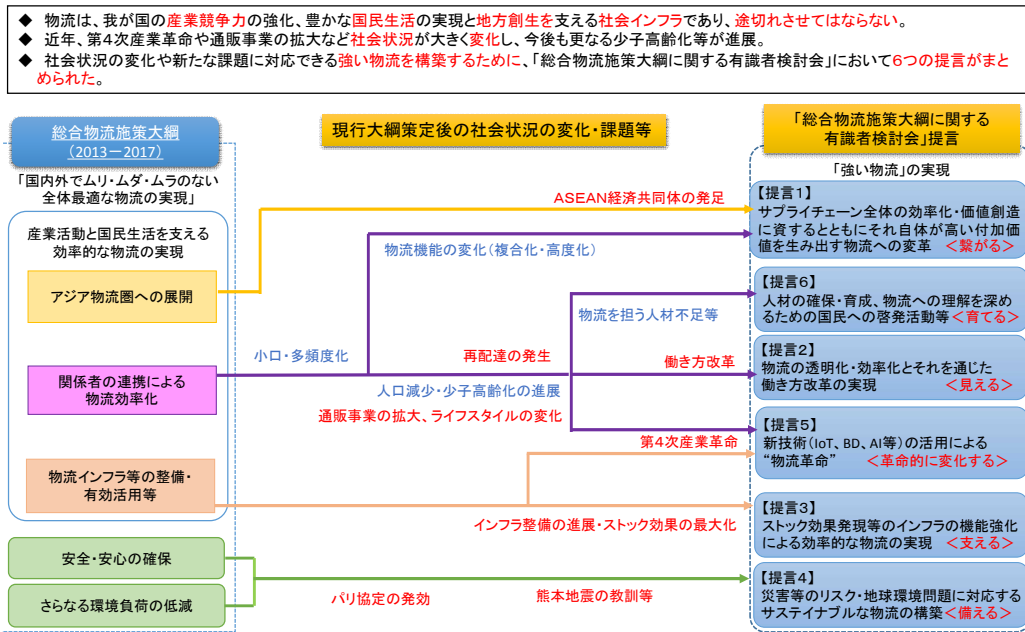 ◆ 物流は、我が国の産業競争力の強化、豊かな国民生活の実現と地方創生を支える社会インフラであり、途切れさせてはならない。
◆ 近年、第4次産業革命や通販事業の拡大など社会状況が大きく変化し、今後も更なる少子高齢化等が進展。
◆ 社会状況の変化や新たな課題に対応できる強い物流を構築するために、「総合物流施策大綱に関する有識者検討会」において6つの提言がまと
められた。
総合物流施策大綱
(2013－2017)
「国内外でムリ・ムダ・ムラのない
全体最適な物流の実現」
産業活動と国民生活を支える
効率的な物流の実現
アジア物流圏への展開
関係者の連携による
物流効率化
物流インフラ等の整備・
有効活用等
安全・安心の確保
さらなる環境負荷の低減
現行大綱策定後の社会状況の変化・課題等
ASEAN経済共同体の発足
物流機能の変化(複合化・高度化)
物流を担う人材不足等
小口・多頻度化
再配達の発生
働き方改革
人口減少・少子高齢化の進展
通販事業の拡大、ライフスタイルの変化
第4次産業革命
インフラ整備の進展・ストック効果の最大化
パリ協定の発効
熊本地震の教訓等
「総合物流施策大綱に関する
有識者検討会」提言
「強い物流」の実現
【提言1】
サプライチェーン全体の効率化・価値創造
に資するとともにそれ自体が高い付加価
値を生み出す物流への変革 <繋がる>
【提言6】
人材の確保・育成、物流への理解を深め
るための国民への啓発活動等 <育てる>
【提言2】
物流の透明化・効率化とそれを通じた
働き方改革の実現 <見える>
【提言5】
新技術(IoT、BD、AI等)の活用による
“物流革命” <革命的に変化する>
【提言3】
ストック効果発現等のインフラの機能強化
による効率的な物流の実現 <支える>
【提言4】
災害等のリスク・地球環境問題に対応する
サステイナブルな物流の構築<備える>